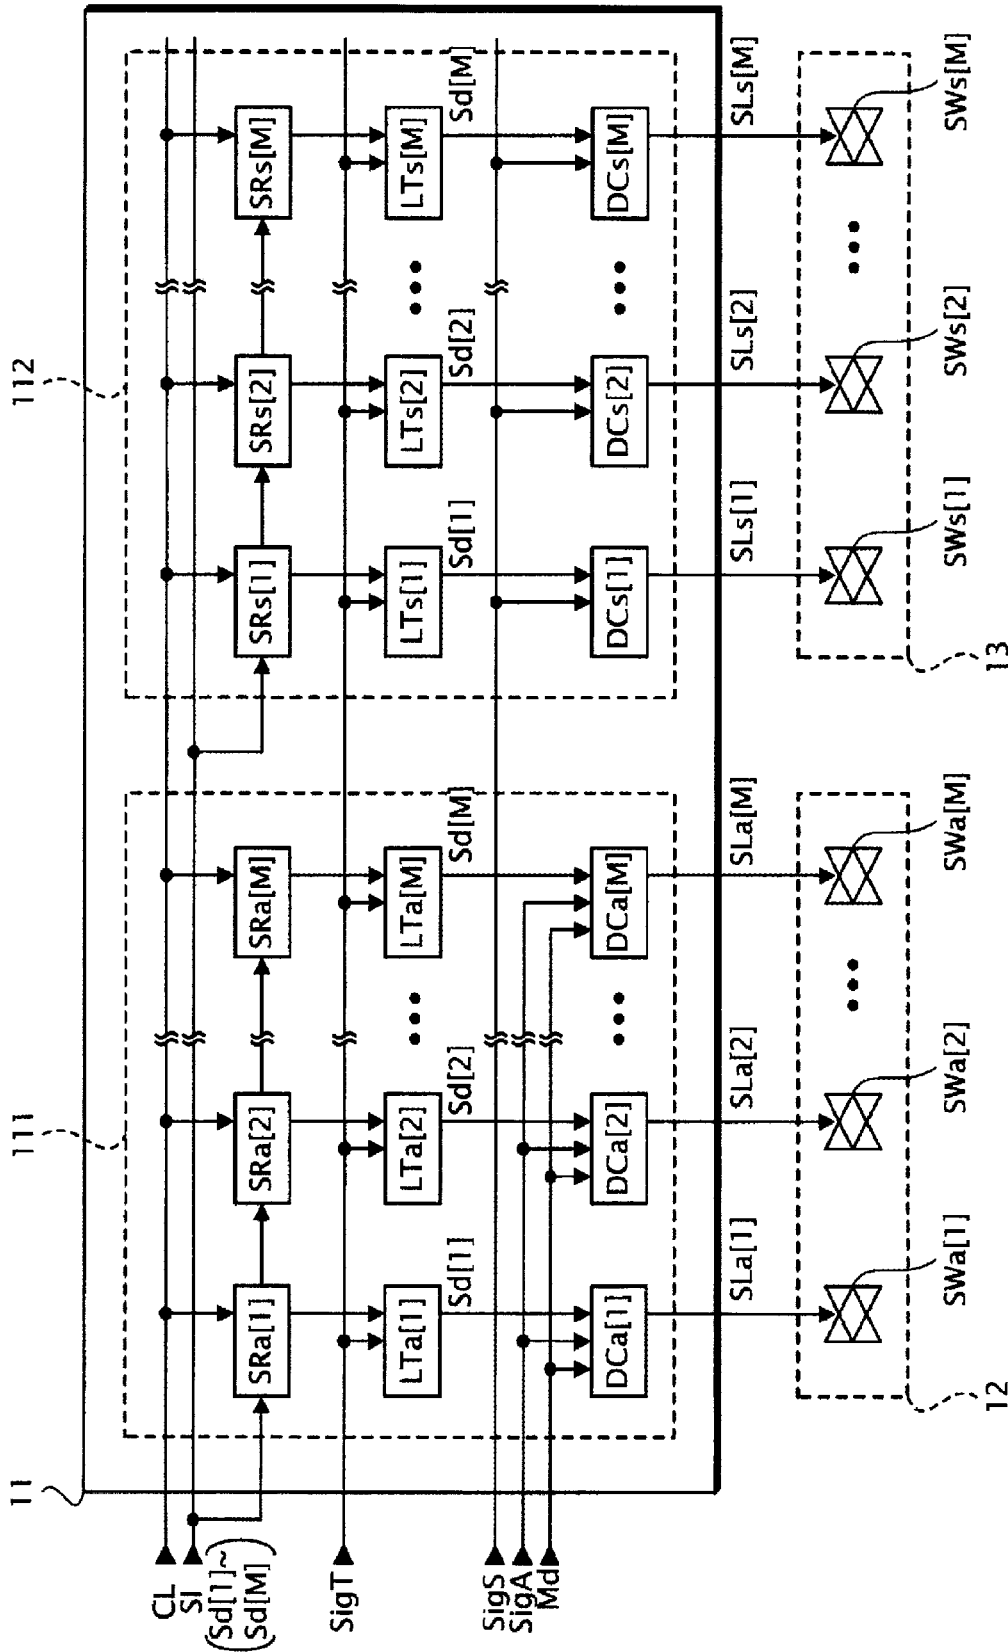 11
111
112
CL
SI
(Sd[1]~
Sd[M])
SigT
SigS
SigA
Md
SRa[1]
SRa[2]
SRa[M]
SRs[1]
SRs[2]
SRs[M]
LTa[1]
LTa[2]
LTa[M]
LTs[1]
LTs[2]
LTs[M]
Sd[1]
Sd[2]
Sd[M]
Sd[1]
Sd[2]
Sd[M]
DCa[1]
DCa[2]
DCa[M]
DCs[1]
DCs[2]
DCs[M]
SLa[1]
SLa[2]
SLa[M]
SLs[1]
SLs[2]
SLs[M]
SWa[1]
SWa[2]
SWa[M]
SWs[1]
SWs[2]
SWs[M]
12
13